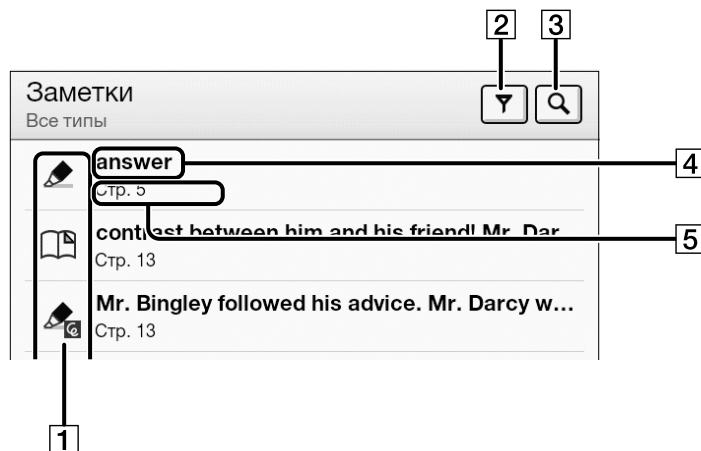 2 3
Заметки
Все типы
answer
4
Стр. 5
contrast between him and his friend! Mr. Dar...
5
Стр. 13
Mr. Bingley followed his advice. Mr. Darcy w...
Стр. 13
1